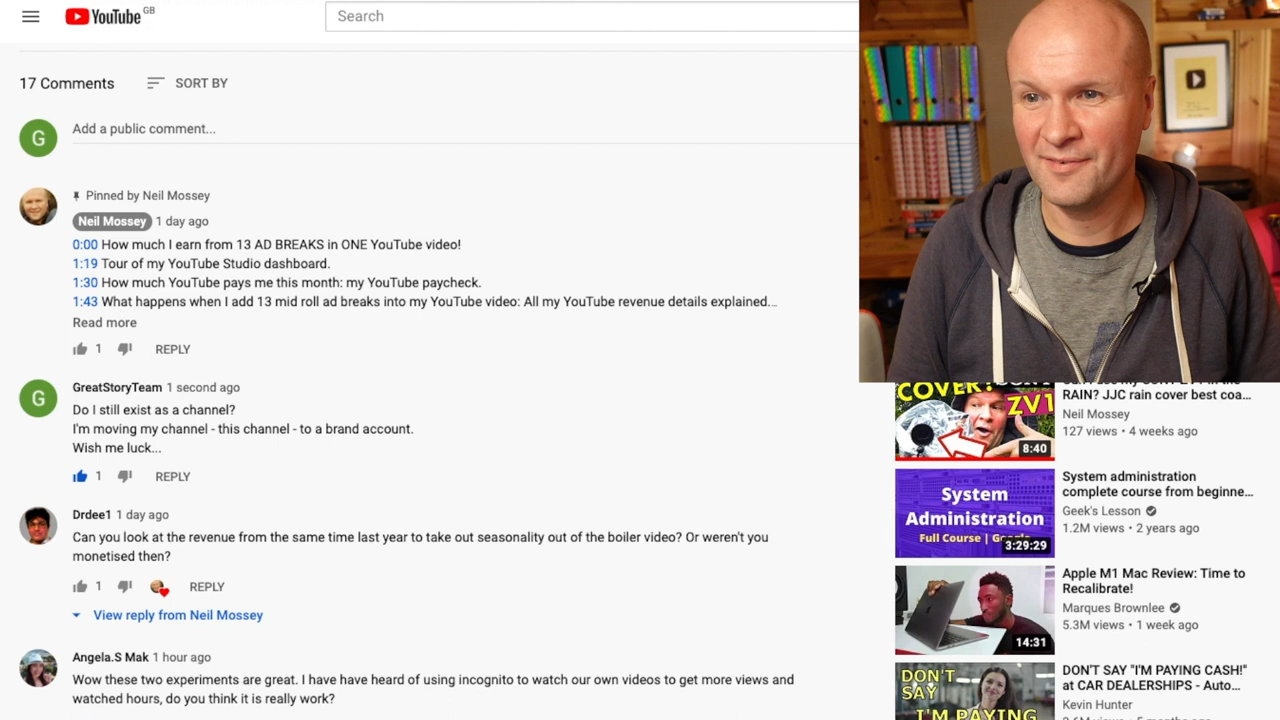 YouTube GB
Search
17 Comments
SORT BY
G
Add a public comment...
Pinned by Neil Mossey
Neil Mossey 1 day ago
0:00 How much I earn from 13 AD BREAKS in ONE YouTube video!
1:19 Tour of my YouTube Studio dashboard.
1:30 How much YouTube pays me this month: my YouTube paycheck.
1:43 What happens when I add 13 mid roll ad breaks into my YouTube video: All my YouTube revenue details explained...
Read more
1 REPLY
G
GreatStoryTeam 1 second ago
Do I still exist as a channel?
I'm moving my channel - this channel - to a brand account.
Wish me luck...
1 REPLY
Drdee1 1 day ago
Can you look at the revenue from the same time last year to take out seasonality out of the boiler video? Or weren't you
monetised then?
1 REPLY
View reply from Neil Mossey
Angela.S Mak 1 hour ago
Wow these two experiments are great. I have have heard of using incognito to watch our own videos to get more views and
watched hours, do you think it is really work?
COVER?
ZV1
8:40
RAIN? JJC rain cover best coa...
Neil Mossey
127 views • 4 weeks ago
System
Administration
Full Course |
3:29:29
System administration
complete course from beginne...
Geek's Lesson
1.2M views • 2 years ago
14:31
Apple M1 Mac Review: Time to
Recalibrate!
Marques Brownlee
5.3M views • 1 week ago
DON'T
SAY
I'M PAYING
DON'T SAY "I'M PAYING CASH!"
at CAR DEALERSHIPS - Auto...
Kevin Hunter